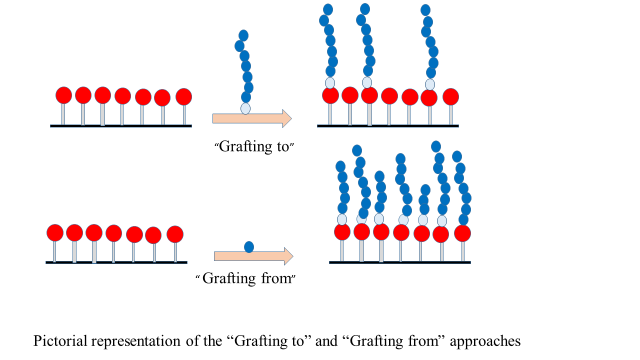 “Grafting to”
“Grafting from”
Pictorial representation of the “Grafting to” and “Grafting from” approaches